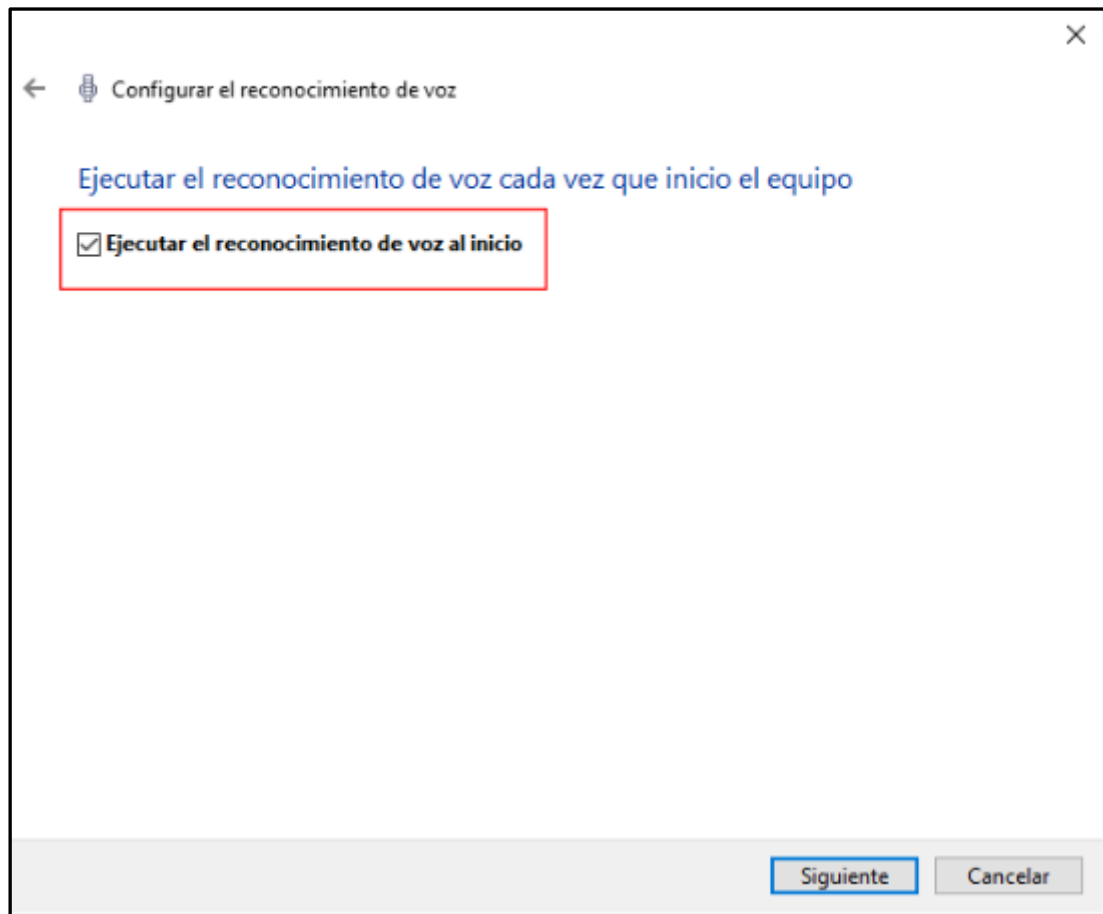 Configurar el reconocimiento de voz
Ejecutar el reconocimiento de voz cada vez que inicio el equipo
Ejecutar el reconocimiento de voz al inicio
Siguiente Cancelar